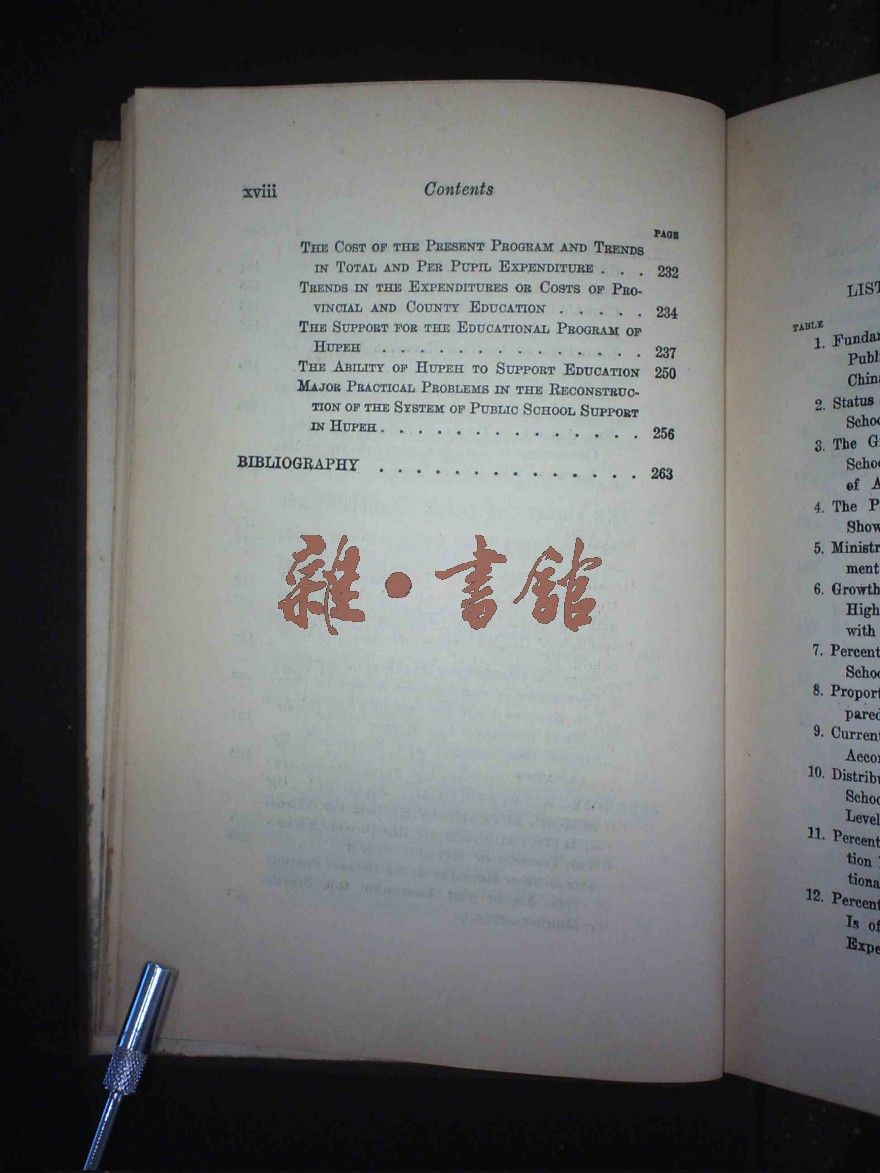 xviii
Contents
PAGE
THE COST OF THE PRESENT PROGRAM AND TRENDS
IN TOTAL AND PER PUPIL EXPENDITURE . . . 232
TRENDS IN THE EXPENDITURES OR COSTS OF PRO-
VINCIAL AND COUNTY EDUCATION . . . . . 234
THE SUPPORT FOR THE EDUCATIONAL PROGRAM OF
HUPEH . . . . . . . . . . . . . . 237
THE ABILITY OF HUPEH TO SUPPORT EDUCATION 250
MAJOR PRACTICAL PROBLEMS IN THE RECONSTRUC-
TION OF THE SYSTEM OF PUBLIC SCHOOL SUPPORT
IN HUPEH. . . . . . . . . . . . . . 256
BIBLIOGRAPHY . . . . . . . . . . . . . . 263
雜•書館
LIST
TABLE
1. Fundam
Publ
China
2. Status
Schoo
3. The G
Schoo
of A
4. The P
Show
5. Ministr
ment
6. Growth
High
with
7. Percent
Schoo
8. Propor
pared
9. Current
Accor
10. Distribu
Schoo
Level
11. Percent
tion
tiona
12. Percent
Is of
Expe